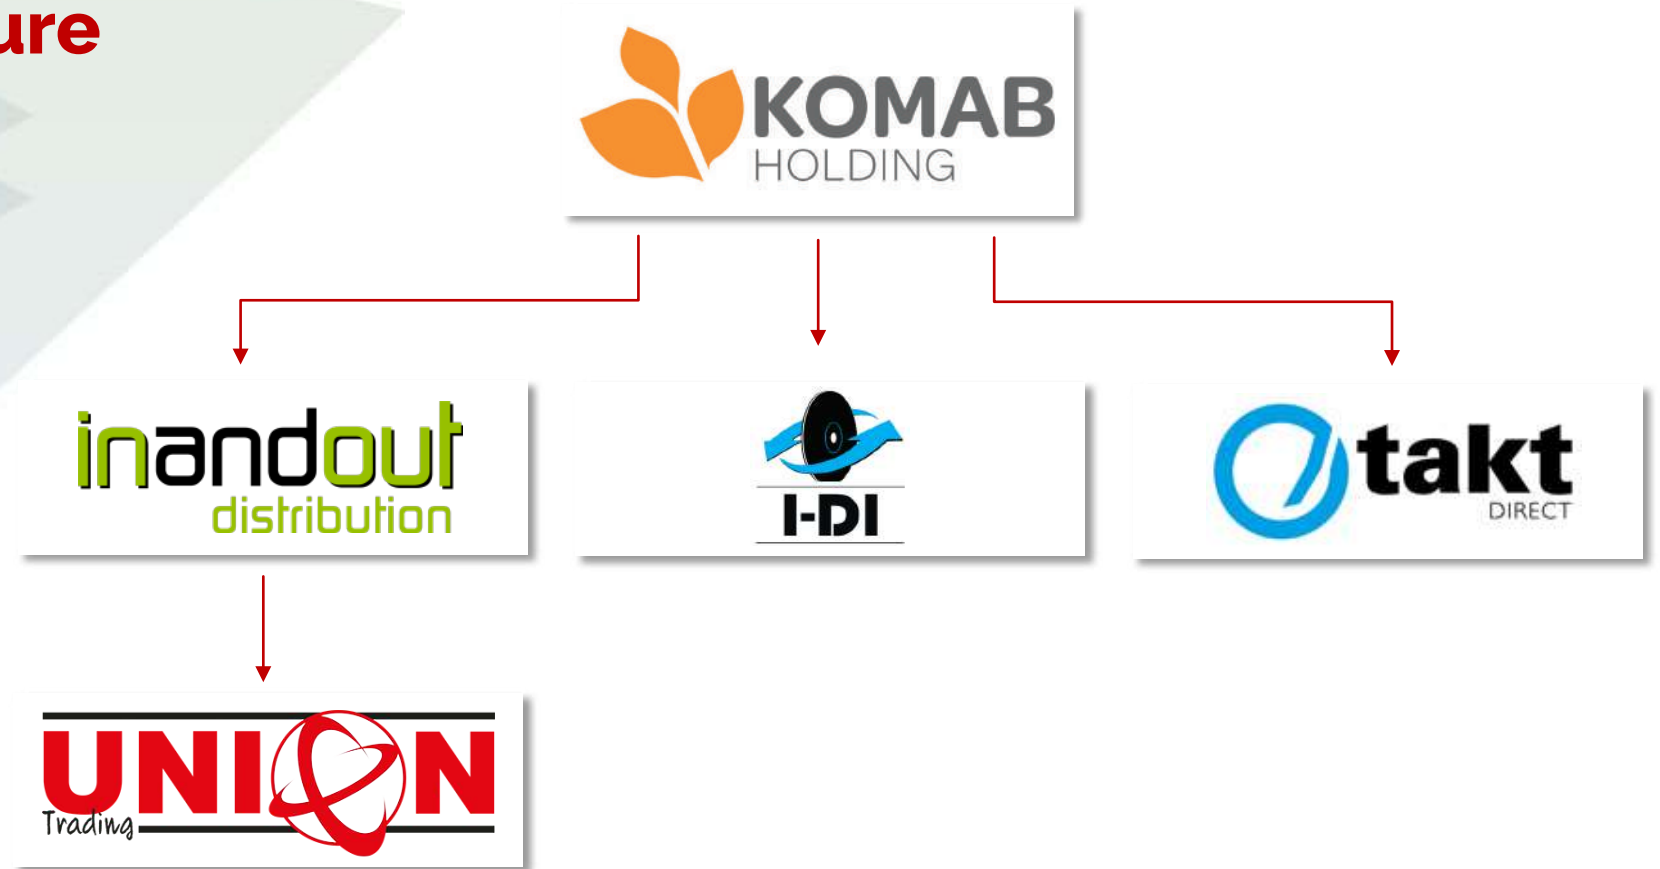 ure
KOMAB
HOLDING
inandout
distribution
I-DI
takt
DIRECT
UNION
Trading